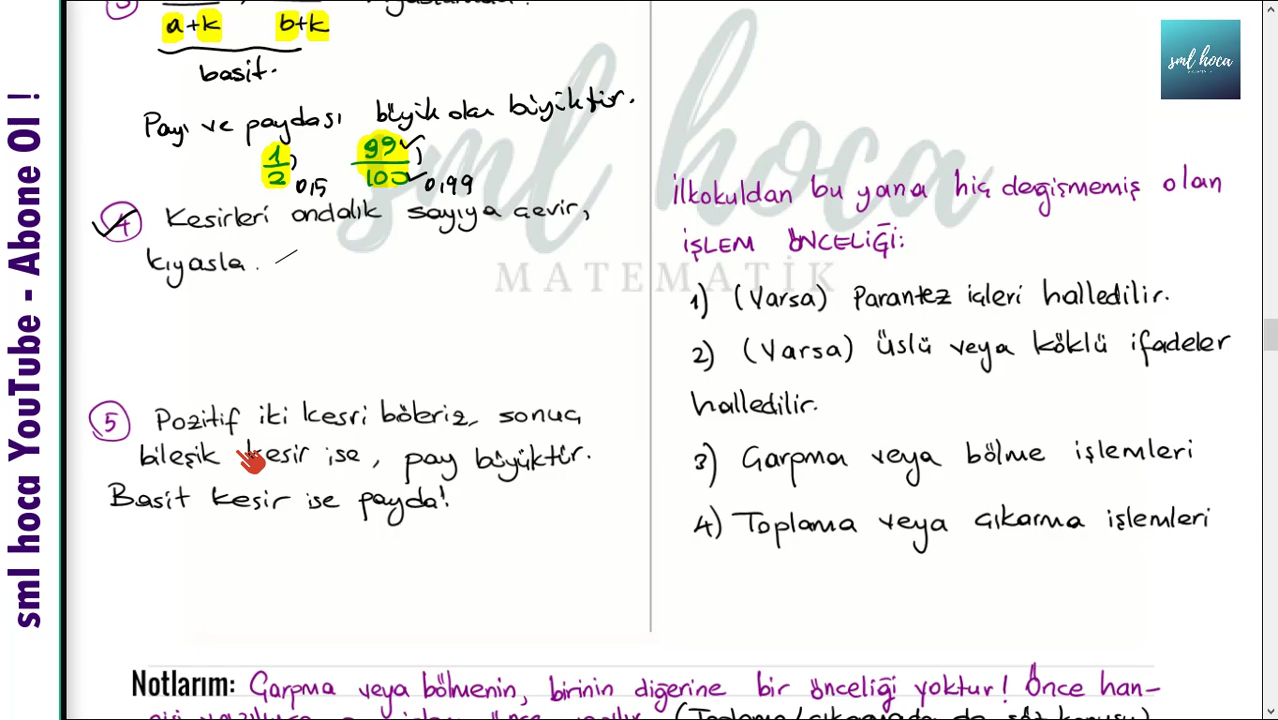 sml hoca YouTube - Abone Ol !
a+k b+k
basit.
Payı ve paydası büyük olan büyüktür.
1/2 0,5 99/100 0,99
4 Kesirleri ondalık sayıya çevir,
kıyasla.
5 Pozitif iki kesri böleriz, sonuç
bileşik kesir ise, pay büyüktür.
Basit kesir ise payda!
sml hoca
sml hoca
MATEMATİK
İlkokuldan bu yana hiç değişmemiş olan
İŞLEM ÖNCELİĞİ:
1) (Varsa) Parantez içleri halledilir.
2) (Varsa) Üslü veya köklü ifadeler
halledilir.
3) Çarpma veya bölme işlemleri
4) Toplama veya çıkarma işlemleri
Notlarım: Çarpma veya bölmenin, birinin diğerine bir önceliği yoktur! Önce han-